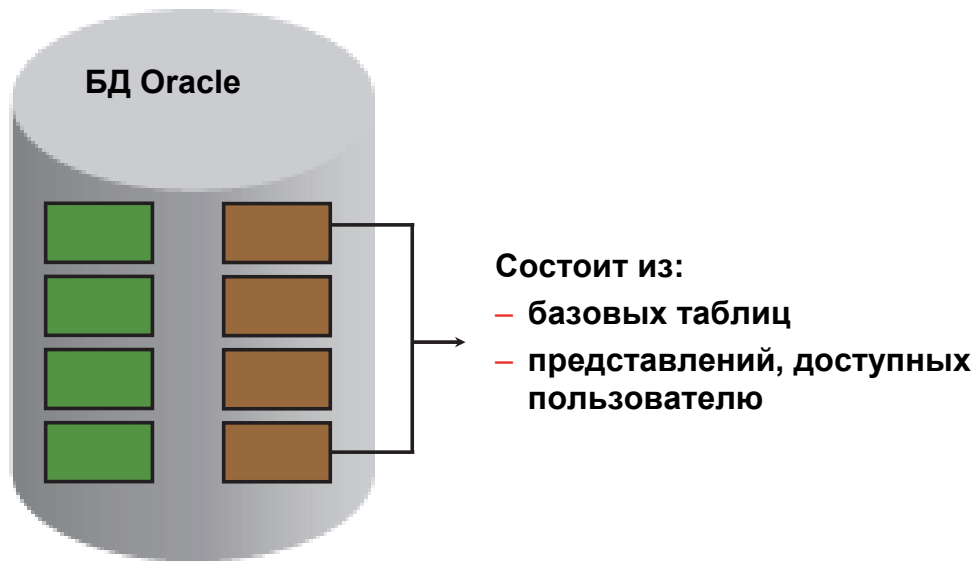 БД Oracle
Состоит из:
– базовых таблиц
– представлений, доступных
пользователю